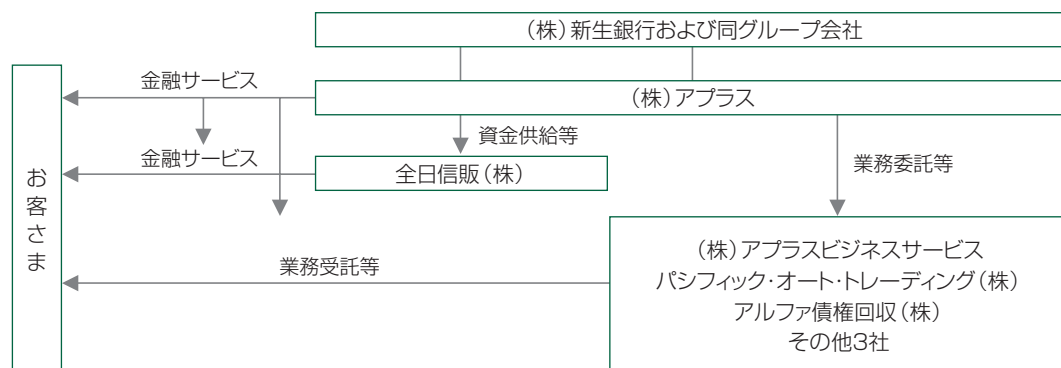 (株)新生銀行および同グループ会社
金融サービス
(株)アプラス
資金供給等
金融サービス
全日信販(株)
業務委託等
お客さま
(株)アプラスビジネスサービス
業務受託等
パシフィック・オート・トレーディング(株)
アルファ債権回収(株)
その他3社